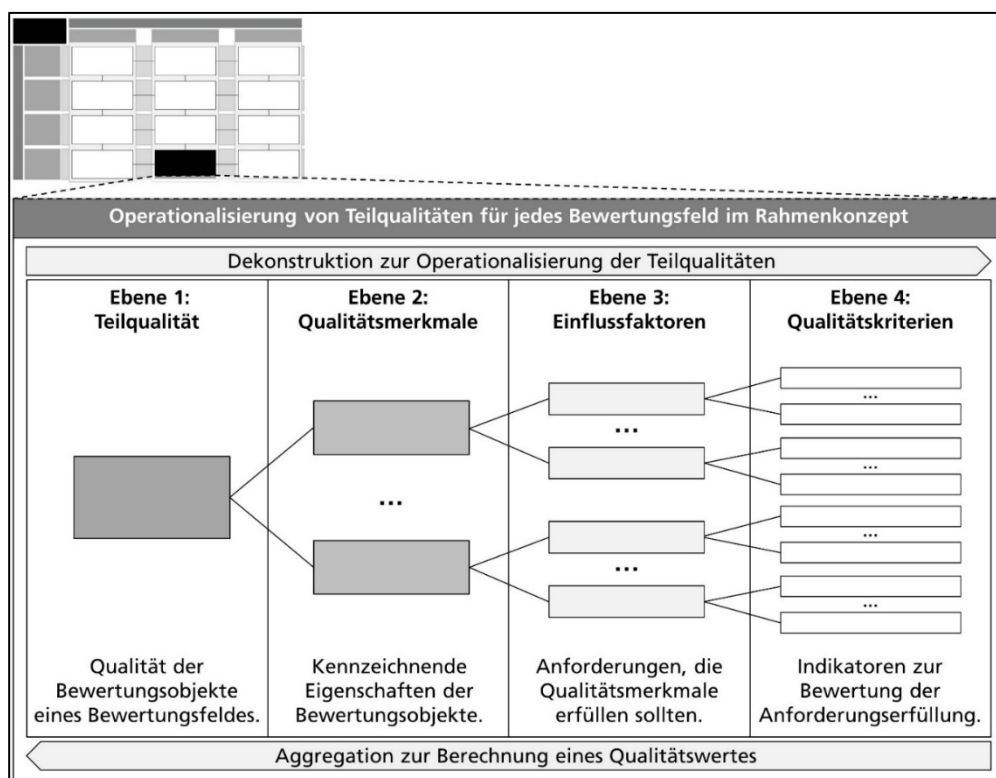 Operationalisierung von Teilqualitäten für jedes Bewertungsfeld im Rahmenkonzept
Dekonstruktion zur Operationalisierung der Teilqualitäten
Ebene 1:
Teilqualität
Ebene 2:
Qualitätsmerkmale
Ebene 3:
Einflussfaktoren
Ebene 4:
Qualitätskriterien
...
...
...
...
...
...
...
Qualität der
Bewertungsobjekte
eines Bewertungsfeldes.
Kennzeichnende
Eigenschaften der
Bewertungsobjekte.
Anforderungen, die
Qualitätsmerkmale
erfüllen sollten.
Indikatoren zur
Bewertung der
Anforderungserfüllung.
Aggregation zur Berechnung eines Qualitätswertes